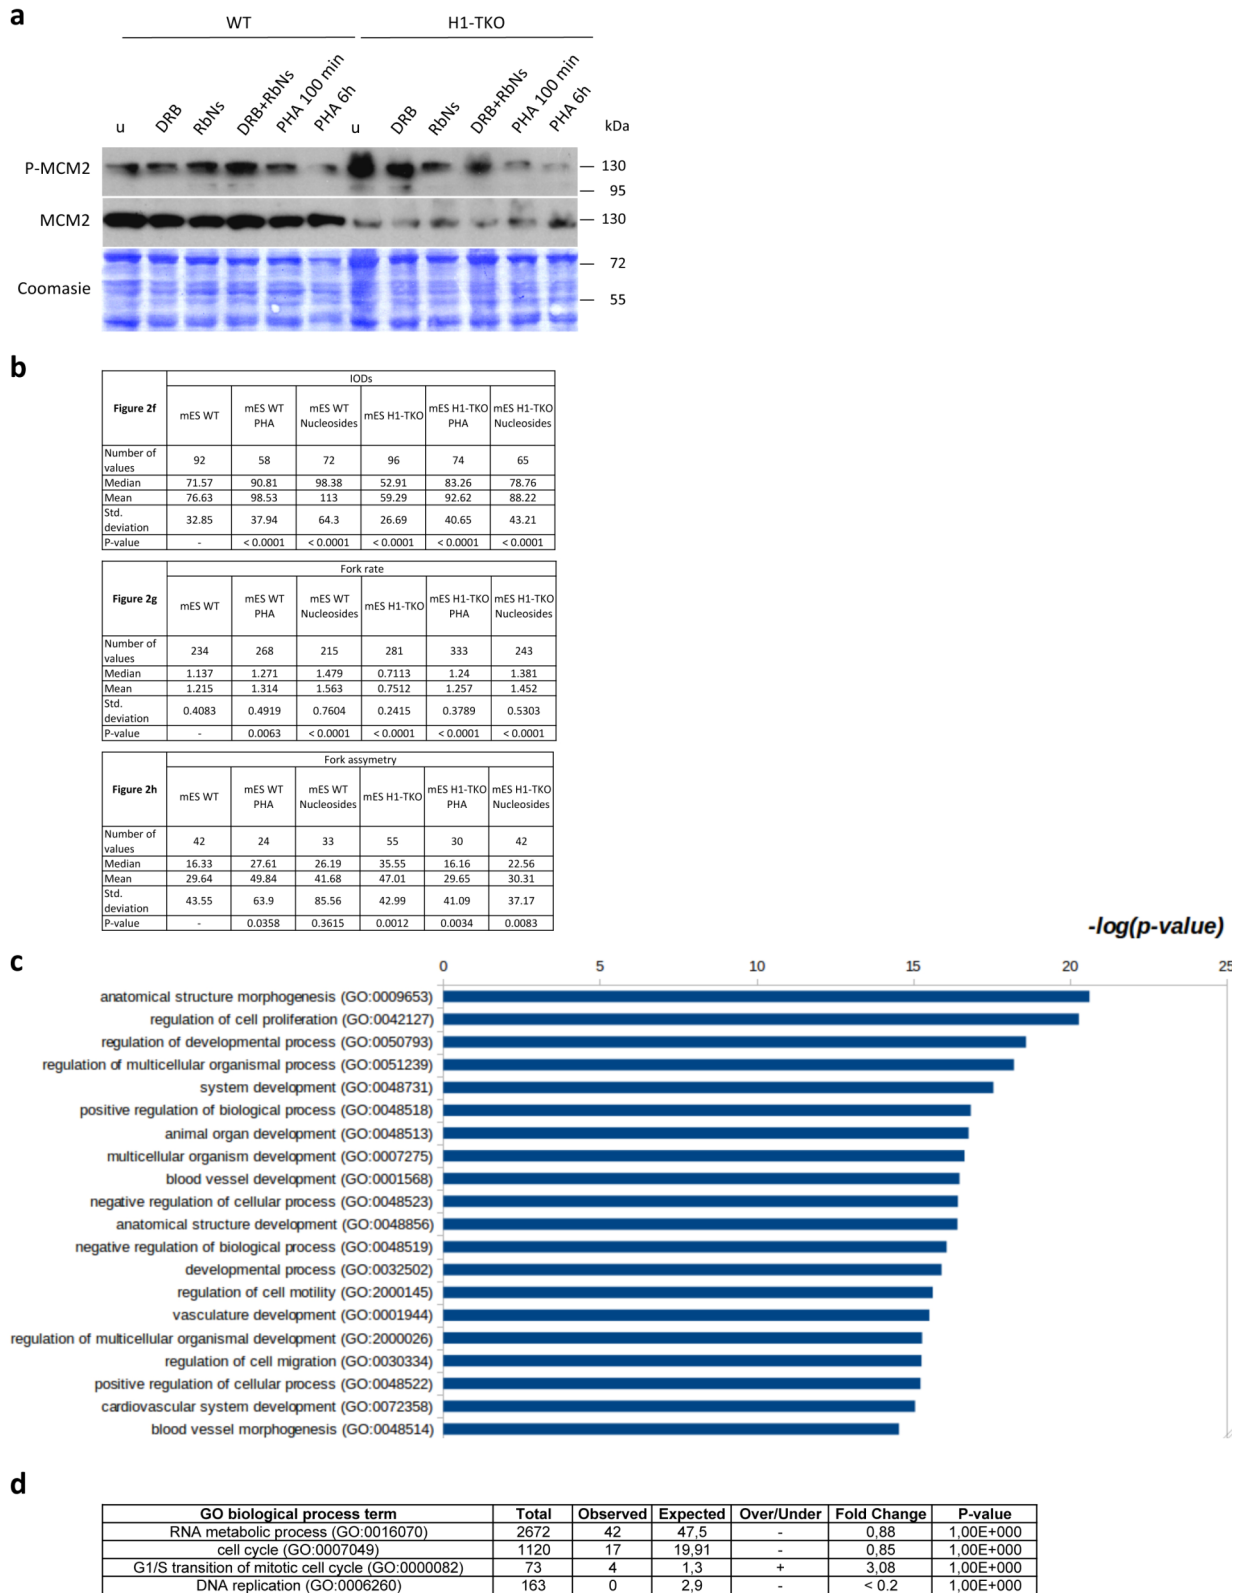 a
WT H1-TKO
u DRB RbNs DRB+RbNs PHA 100 min PHA 6h u DRB RbNs DRB+RbNs PHA 100 min PHA 6h kDa
P-MCM2 130
95
MCM2 130
72
Coomasie
55
b
Figure 2f IODs
mES WT mES WT PHA mES WT Nucleosides mES H1-TKO mES H1-TKO PHA mES H1-TKO Nucleosides
Number of values 92 58 72 96 74 65
Median 71.57 90.81 98.38 52.91 83.26 78.76
Mean 76.63 98.53 113 59.29 92.62 88.22
Std. deviation 32.85 37.94 64.3 26.69 40.65 43.21
P-value - < 0.0001 < 0.0001 < 0.0001 < 0.0001 < 0.0001
Figure 2g Fork rate
mES WT mES WT PHA mES WT Nucleosides mES H1-TKO mES H1-TKO PHA mES H1-TKO Nucleosides
Number of values 234 268 215 281 333 243
Median 1.137 1.271 1.479 0.7113 1.24 1.381
Mean 1.215 1.314 1.563 0.7512 1.257 1.452
Std. deviation 0.4083 0.4919 0.7604 0.2415 0.3789 0.5303
P-value - 0.0063 < 0.0001 < 0.0001 < 0.0001 < 0.0001
Figure 2h Fork assymetry
mES WT mES WT PHA mES WT Nucleosides mES H1-TKO mES H1-TKO PHA mES H1-TKO Nucleosides
Number of values 42 24 33 55 30 42
Median 16.33 27.61 26.19 35.55 16.16 22.56
Mean 29.64 49.84 41.68 47.01 29.65 30.31
Std. deviation 43.55 63.9 85.56 42.99 41.09 37.17
P-value - 0.0358 0.3615 0.0012 0.0034 0.0083
-log(p-value)
c
0 5 10 15 20 25
anatomical structure morphogenesis (GO:0009653)
regulation of cell proliferation (GO:0042127)
regulation of developmental process (GO:0050793)
regulation of multicellular organismal process (GO:0051239)
system development (GO:0048731)
positive regulation of biological process (GO:0048518)
animal organ development (GO:0048513)
multicellular organism development (GO:0007275)
blood vessel development (GO:0001568)
negative regulation of cellular process (GO:0048523)
anatomical structure development (GO:0048856)
negative regulation of biological process (GO:0048519)
developmental process (GO:0032502)
regulation of cell motility (GO:2000145)
vasculature development (GO:0001944)
regulation of multicellular organismal development (GO:2000026)
regulation of cell migration (GO:0030334)
positive regulation of cellular process (GO:0048522)
cardiovascular system development (GO:0072358)
blood vessel morphogenesis (GO:0048514)
d
GO biological process term Total Observed Expected Over/Under Fold Change P-value
RNA metabolic process (GO:0016070) 2672 42 47,5 - 0,88 1,00E+000
cell cycle (GO:0007049) 1120 17 19,91 - 0,85 1,00E+000
G1/S transition of mitotic cell cycle (GO:0000082) 73 4 1,3 + 3,08 1,00E+000
DNA replication (GO:0006260) 163 0 2,9 - < 0.2 1,00E+000